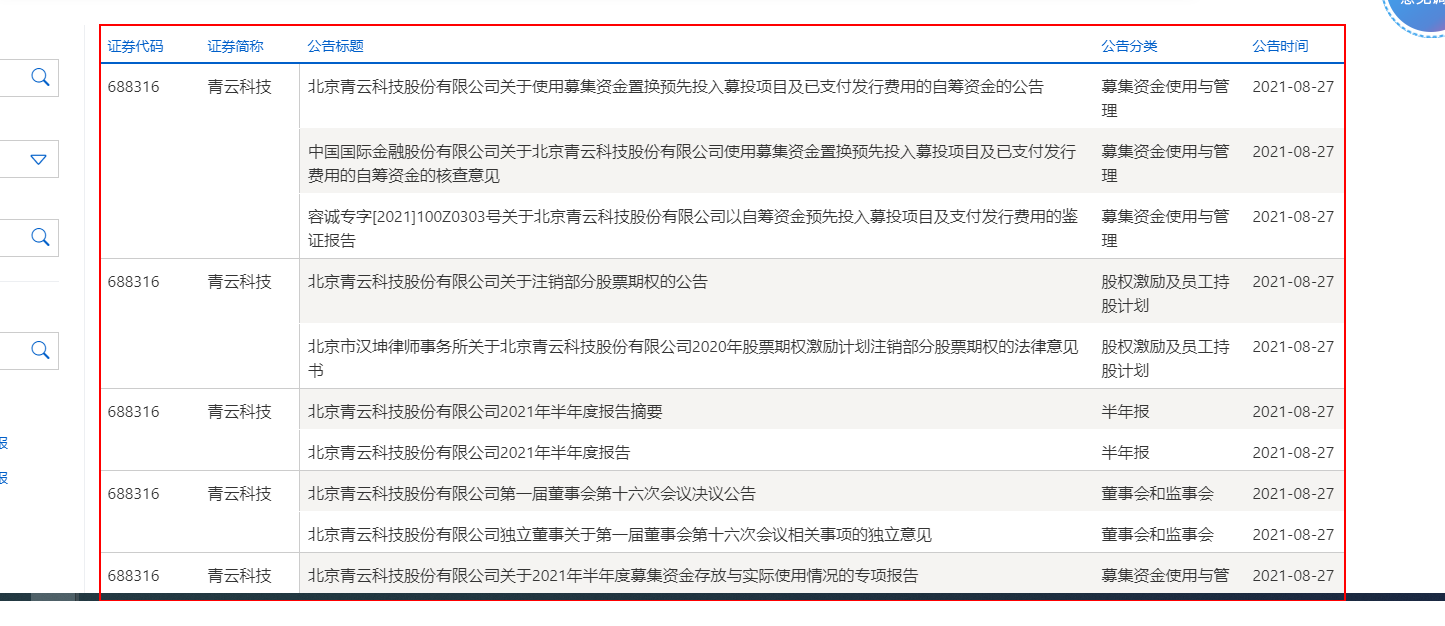 证券代码 证券简称 公告标题 公告分类 公告时间
688316 青云科技 北京青云科技股份有限公司关于使用募集资金置换预先投入募投项目及已支付发行费用的自筹资金的公告 募集资金使用与管 2021-08-27
理
中国国际金融股份有限公司关于北京青云科技股份有限公司使用募集资金置换预先投入募投项目及已支付发行 募集资金使用与管 2021-08-27
费用的自筹资金的核查意见 理
容诚专字[2021]100Z0303号关于北京青云科技股份有限公司以自筹资金预先投入募投项目及支付发行费用的鉴 募集资金使用与管 2021-08-27
证报告 理
688316 青云科技 北京青云科技股份有限公司关于注销部分股票期权的公告 股权激励及员工持 2021-08-27
股计划
北京市汉坤律师事务所关于北京青云科技股份有限公司2020年股票期权激励计划注销部分股票期权的法律意见 股权激励及员工持 2021-08-27
书 股计划
688316 青云科技 北京青云科技股份有限公司2021年半年度报告摘要 半年报 2021-08-27
报
北京青云科技股份有限公司2021年半年度报告 半年报 2021-08-27
报
688316 青云科技 北京青云科技股份有限公司第一届董事会第十六次会议决议公告 董事会和监事会 2021-08-27
北京青云科技股份有限公司独立董事关于第一届董事会第十六次会议相关事项的独立意见 董事会和监事会 2021-08-27
688316 青云科技 北京青云科技股份有限公司关于2021年半年度募集资金存放与实际使用情况的专项报告 募集资金使用与管 2021-08-27